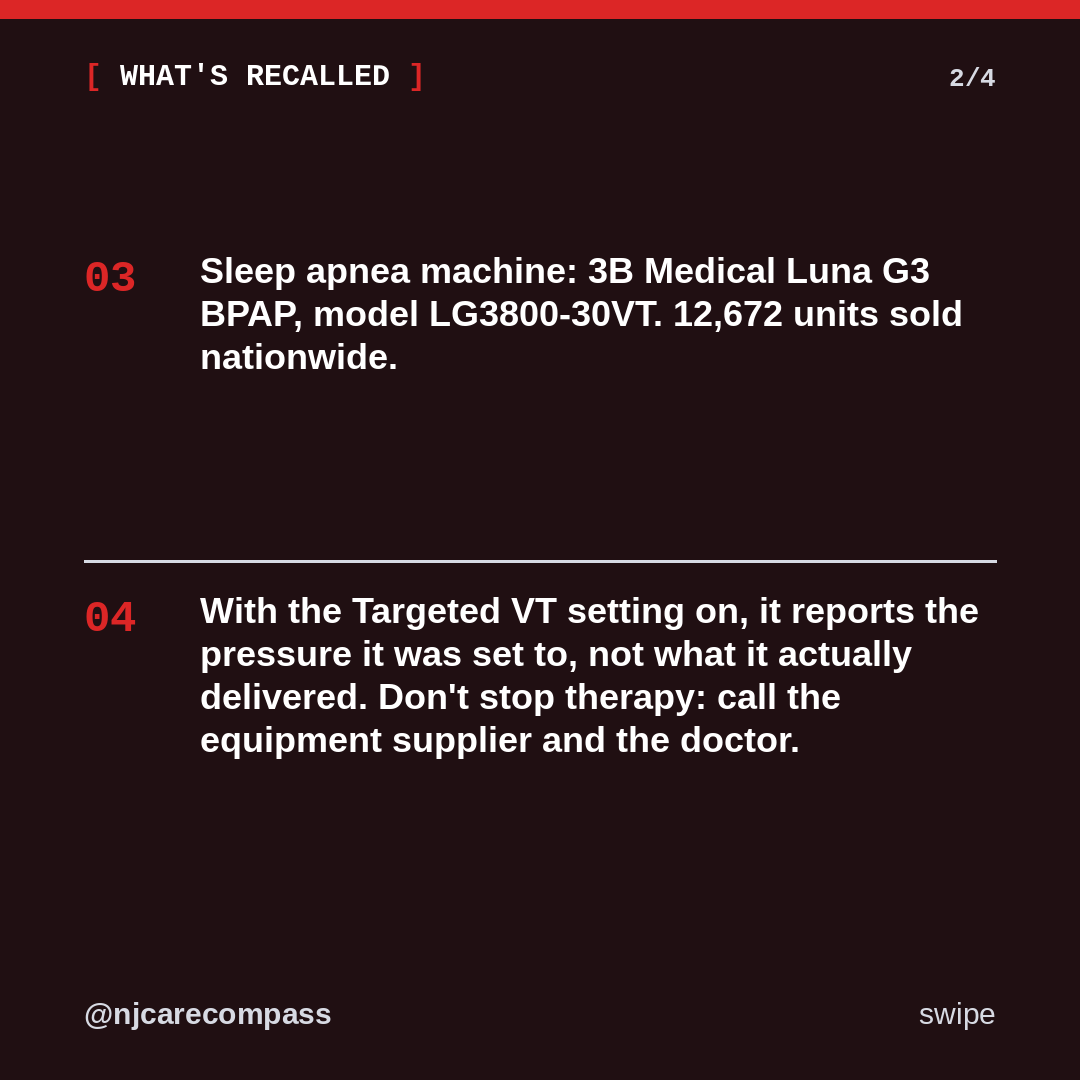 [ WHAT'S RECALLED ]
2/4
03
Sleep apnea machine: 3B Medical Luna G3
BPAP, model LG3800-30VT. 12,672 units sold
nationwide.
04
With the Targeted VT setting on, it reports the
pressure it was set to, not what it actually
delivered. Don't stop therapy: call the
equipment supplier and the doctor.
@njcarecompass
swipe